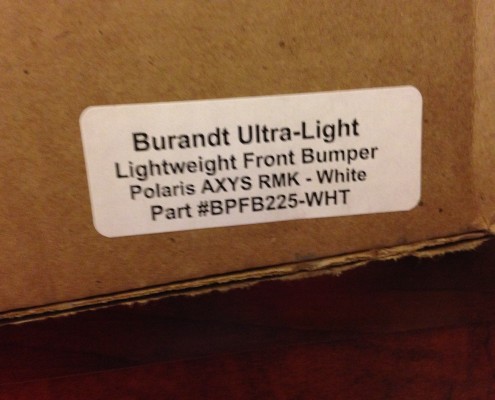 Burandt Ultra-Light
Lightweight Front Bumper
Polaris AXYS RMK - White
Part #BPFB225-WHT